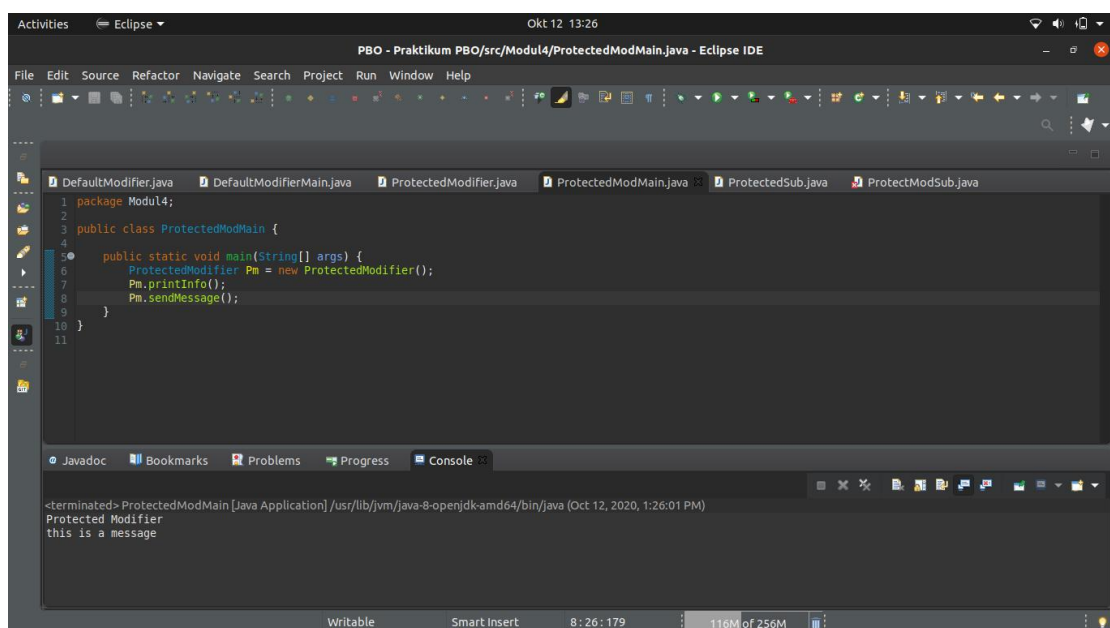 Activities Eclipse Okt 12 13:26
PBO - Praktikum PBO/src/Modul4/ProtectedModMain.java - Eclipse IDE
File Edit Source Refactor Navigate Search Project Run Window Help
DefaultModifier.java DefaultModifierMain.java ProtectedModifier.java ProtectedModMain.java ProtectedSub.java ProtectModSub.java
1 package Modul4;
2
3 public class ProtectedModMain {
4
5 public static void main(String[] args) {
6 ProtectedModifier Pm = new ProtectedModifier();
7 Pm.printInfo();
8 Pm.sendMessage();
9 }
10 }
11
Javadoc Bookmarks Problems Progress Console
<terminated> ProtectedModMain [Java Application] /usr/lib/jvm/java-8-openjdk-amd64/bin/java (Oct 12, 2020, 1:26:01 PM)
Protected Modifier
this is a message
Writable Smart Insert 8 : 26 : 179 116M of 256M